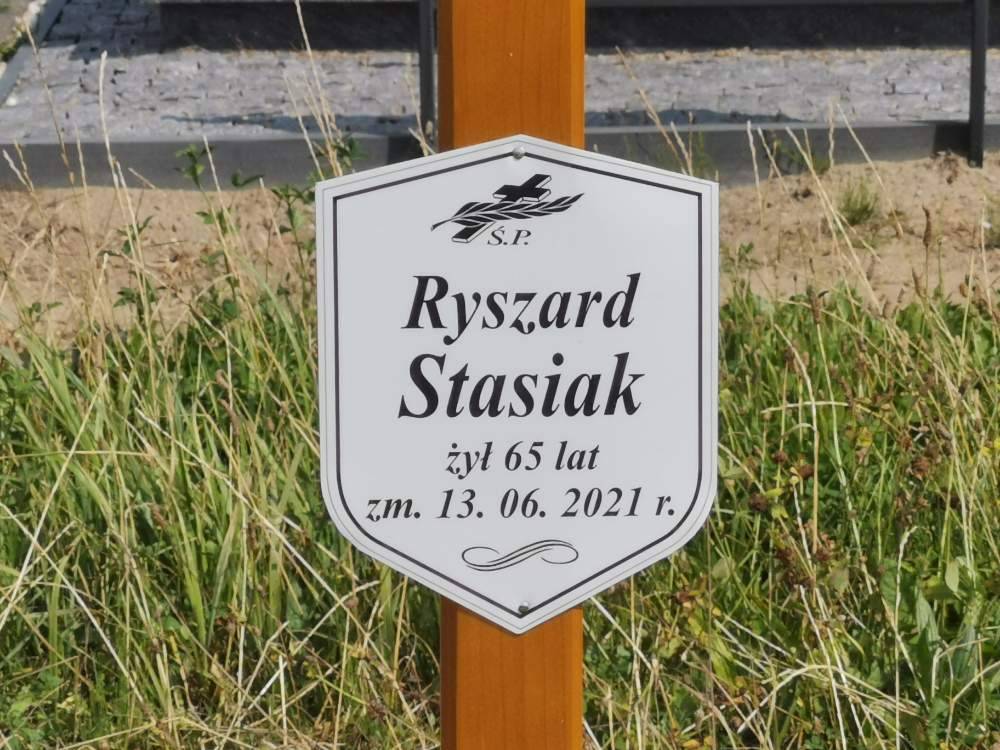 Ś.P.
Ryszard
Stasiak
żył 65 lat
zm. 13. 06. 2021 r.